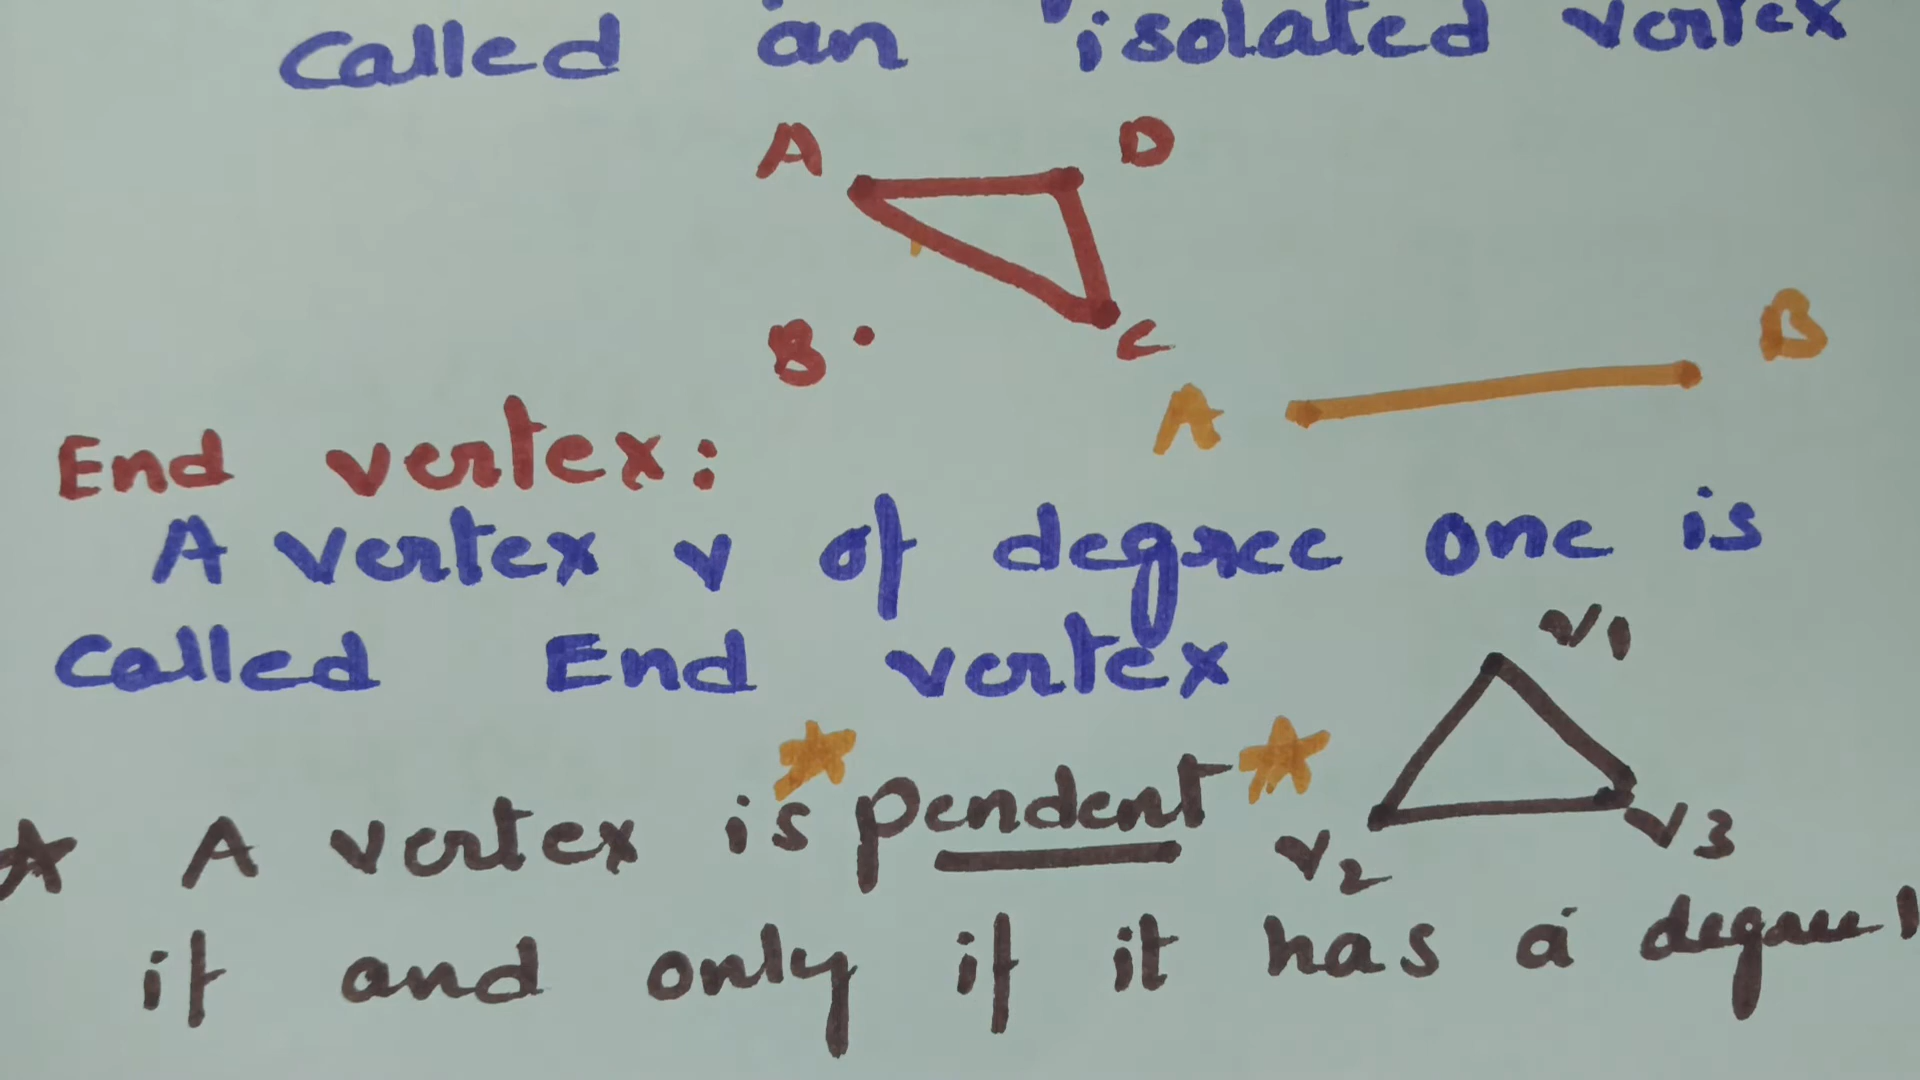 called an isolated vertex
A D
B C
B
A
End vertex:
A vertex v of degree one is
called End vertex
v1
A vertex is pendent
v2 v3
if and only if it has a degree 1